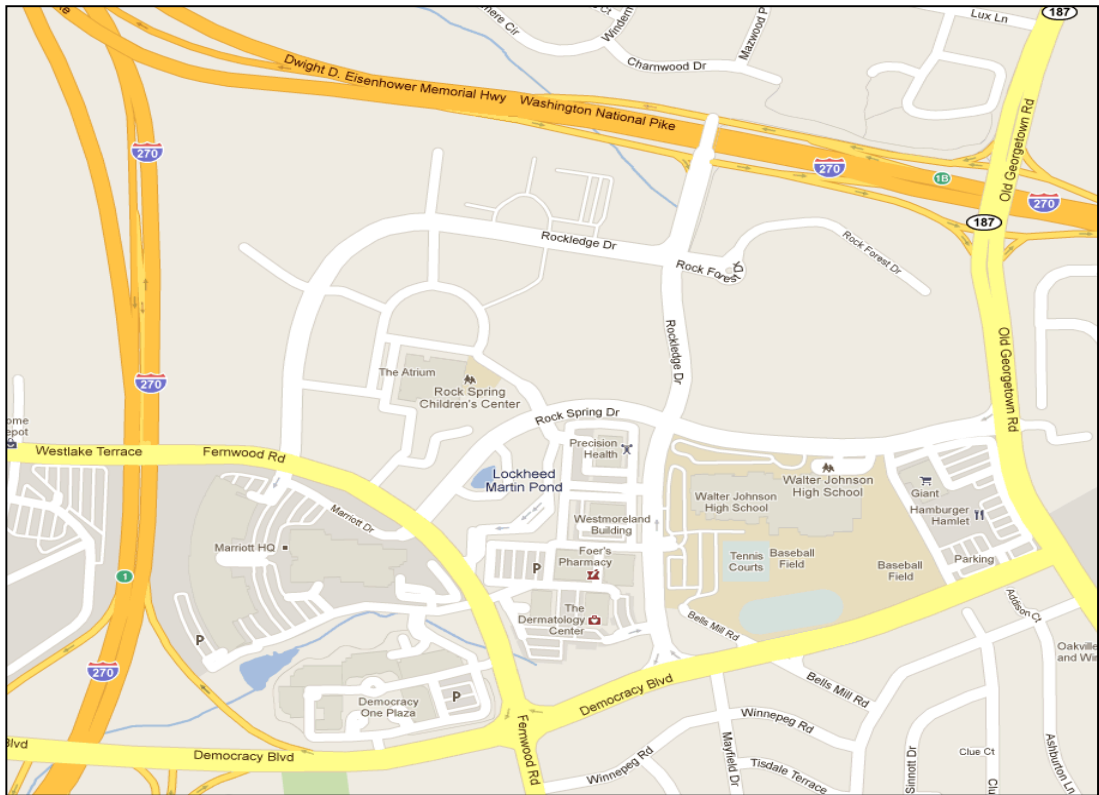 187
Lux Ln
Charnwood Dr
Dwight D. Eisenhower Memorial Hwy
Washington National Pike
Old Georgetown Rd
270
270
1B
270
187
Rockledge Dr
Rock Forest Dr
Rock Forest Dr
Rockledge Dr
Old Georgetown Rd
270
The Atrium
Rock Spring
Children's Center
Rock Spring Dr
Westlake Terrace
Fernwood Rd
Precision
Health
Lockheed
Martin Pond
Walter Johnson
High School
Walter Johnson
High School
Giant
Hamburger
Hamlet
Marriott Dr
Westmoreland
Building
Marriott HQ
Foer's
Pharmacy
P
Tennis
Courts
Baseball
Field
Baseball
Field
Parking
1
The
Dermatology
Center
Bells Mill Rd
Addison Ct
P
270
Bells Mill Rd
P
Democracy
One Plaza
Democracy Blvd
Winnepeg Rd
Fernwood Rd
Blvd
Democracy Blvd
Mayfield Dr
Winnepeg Rd
Tisdale Terrace
Sinnott Dr
Clue Ct
Ashburton Ln